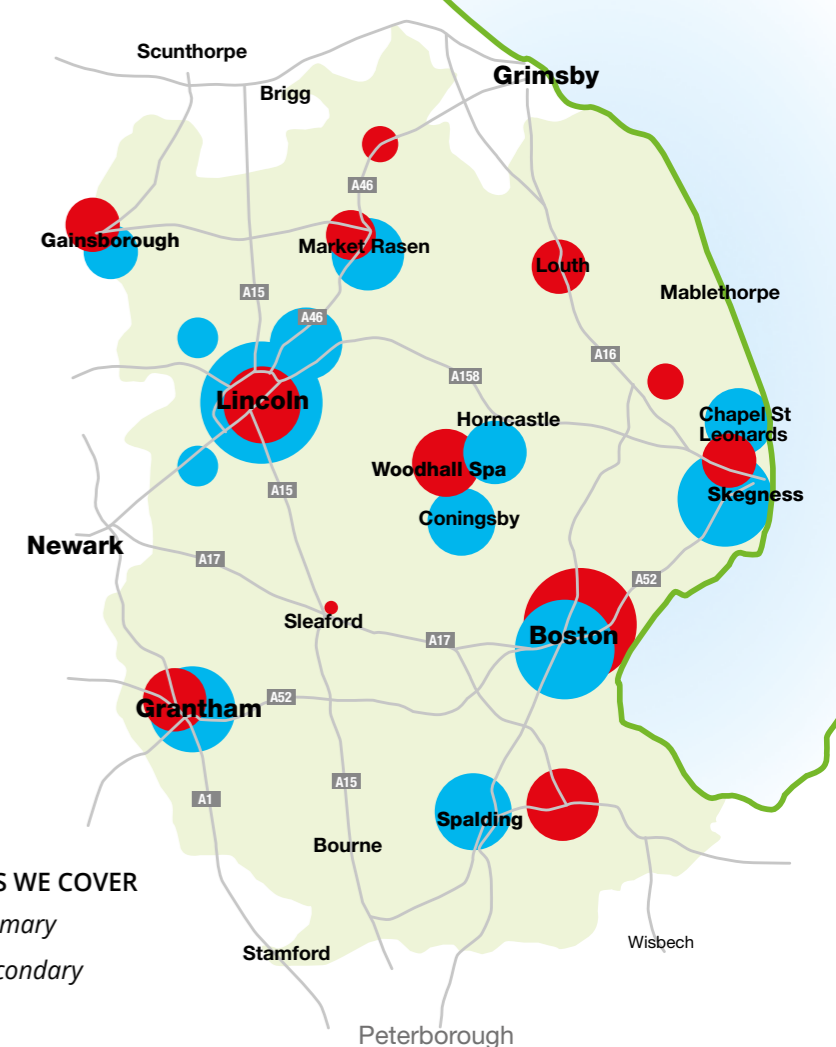 Scunthorpe
Grimsby
Brigg
A46
Gainsborough
Market Rasen
Louth
Mablethorpe
A15
A46
A16
A158
Lincoln
Chapel St
Leonards
Horncastle
Woodhall Spa
A15
Skegness
Coningsby
Newark
A17
A52
Sleaford
Boston
A17
A52
Grantham
A15
A1
Spalding
Bourne
S WE COVER
mary
condary
Wisbech
Stamford
Peterborough